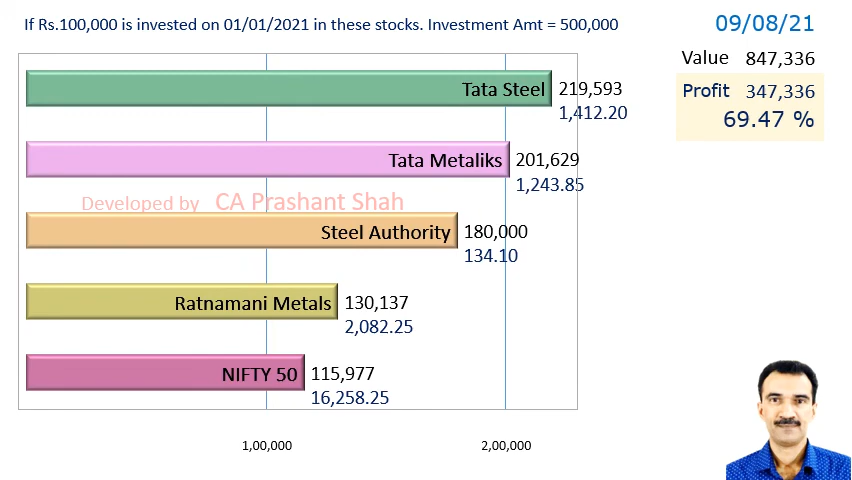 If Rs.100,000 is invested on 01/01/2021 in these stocks. Investment Amt = 500,000
09/08/21
Value 847,336
Profit 347,336
69.47 %
Tata Steel 219,593
1,412.20
Tata Metaliks 201,629
1,243.85
Developed by CA Prashant Shah
Steel Authority 180,000
134.10
Ratnamani Metals 130,137
2,082.25
NIFTY 50 115,977
16,258.25
1,00,000 2,00,000